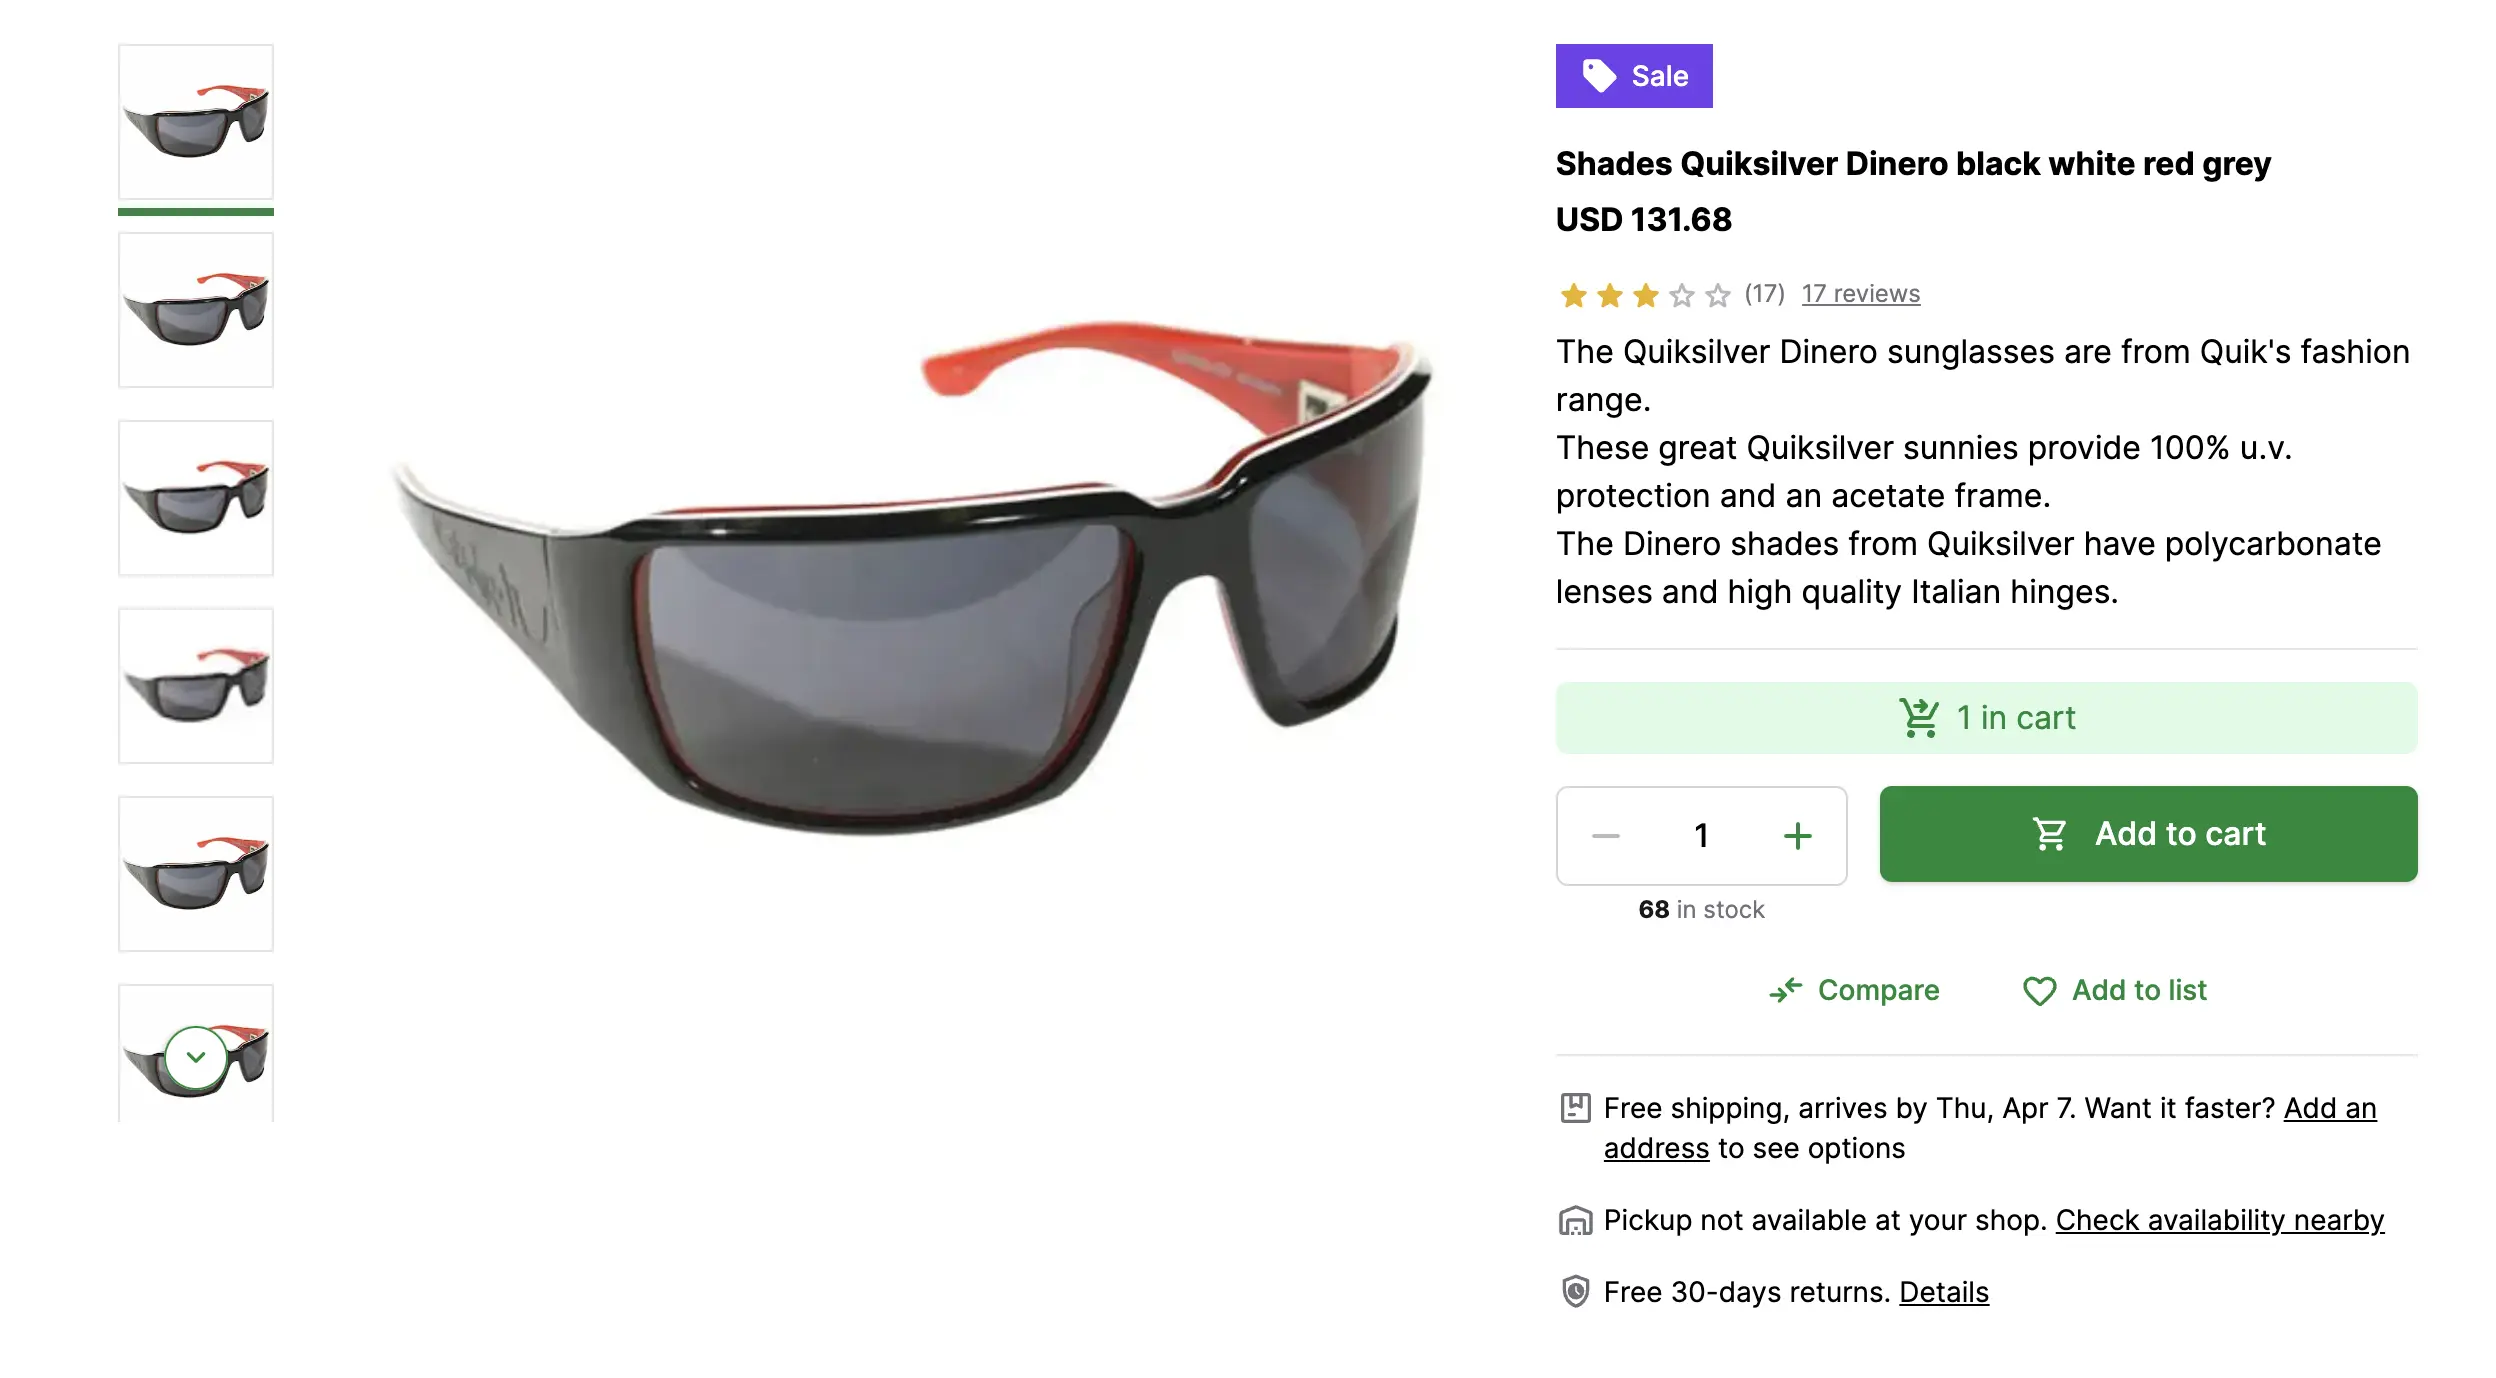 Sale
Shades Quiksilver Dinero black white red grey
USD 131.68
(17) 17 reviews
The Quiksilver Dinero sunglasses are from Quik's fashion
range.
These great Quiksilver sunnies provide 100% u.v.
protection and an acetate frame.
The Dinero shades from Quiksilver have polycarbonate
lenses and high quality Italian hinges.
1 in cart
1
Add to cart
68 in stock
Compare
Add to list
Free shipping, arrives by Thu, Apr 7. Want it faster? Add an
address to see options
Pickup not available at your shop. Check availability nearby
Free 30-days returns. Details